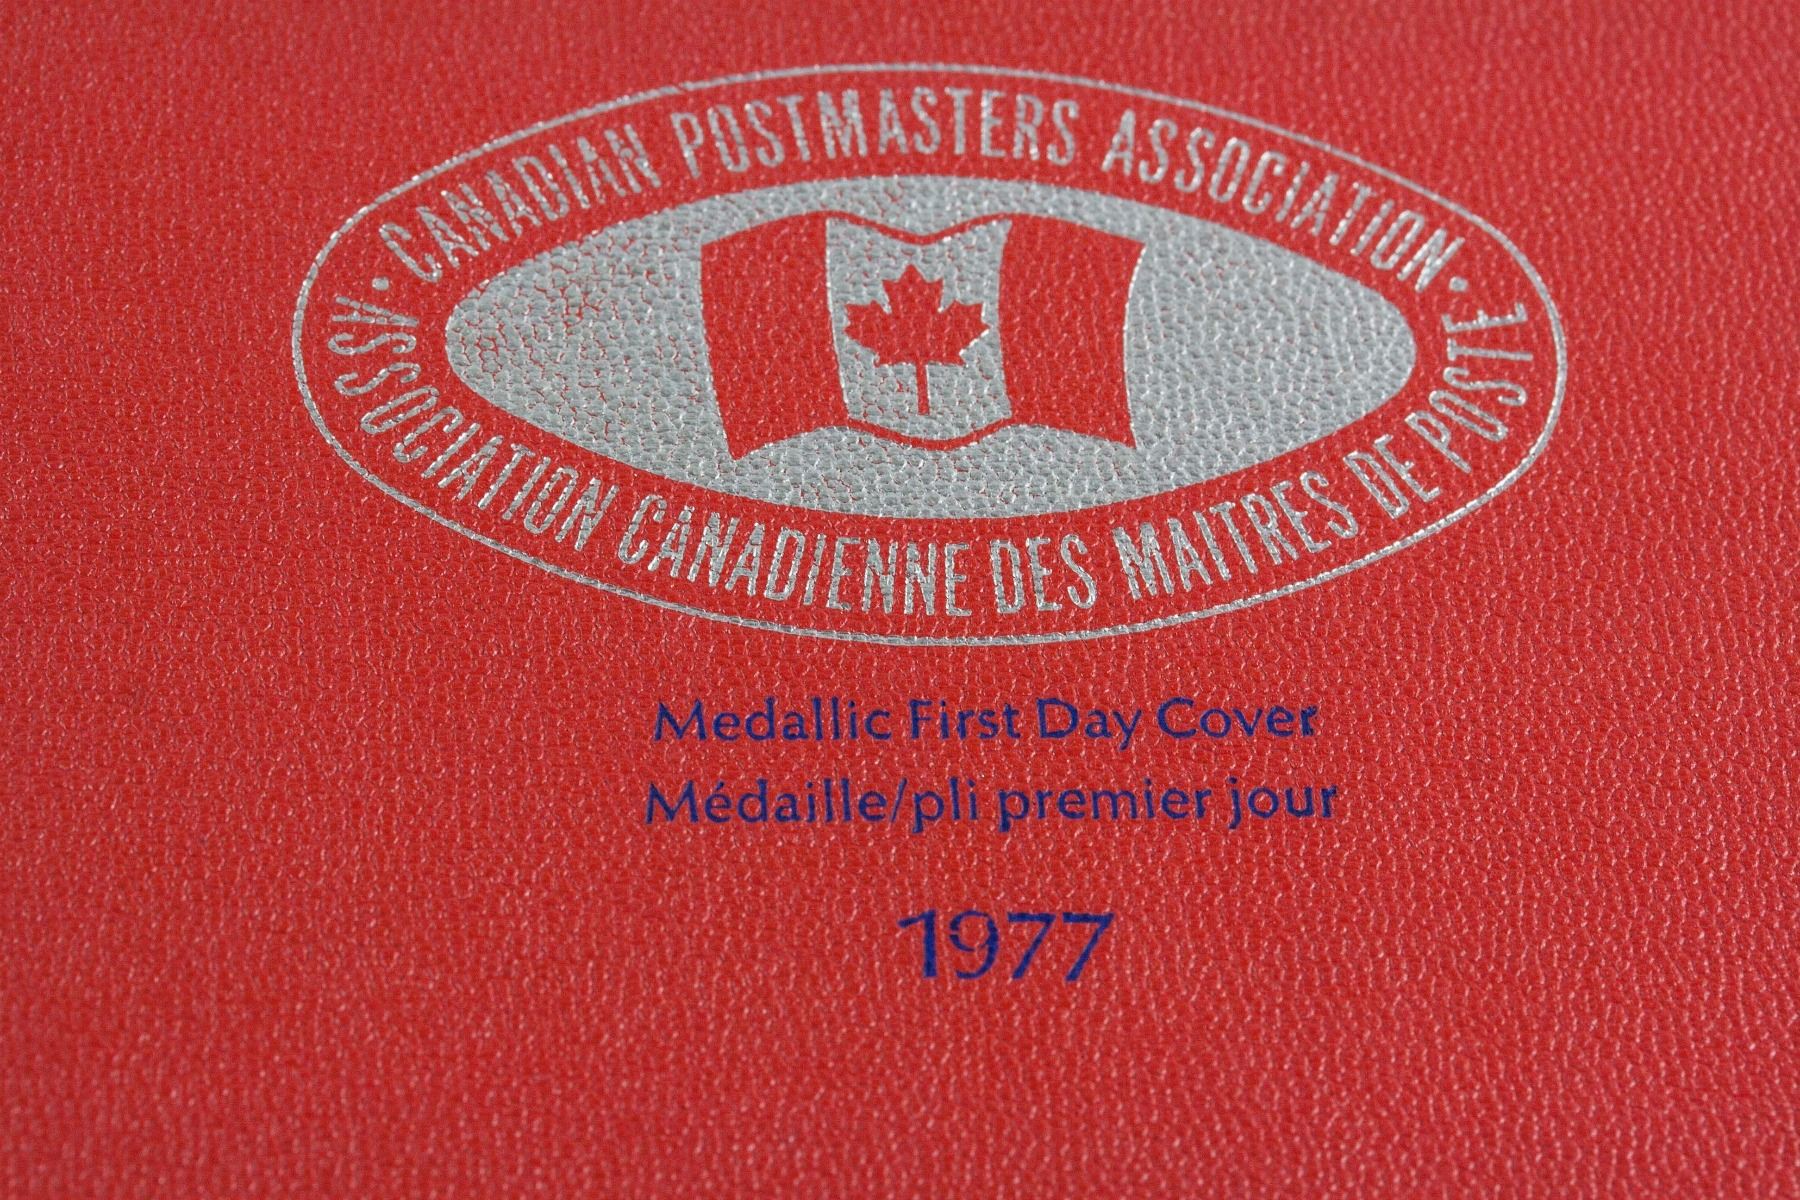 CANADIAN POSTMASTERS ASSOCIATION
ASSOCIATION CANADIENNE DES MAITRES DE POSTE
Medallic First Day Cover
Médaille/pli premier jour
1977